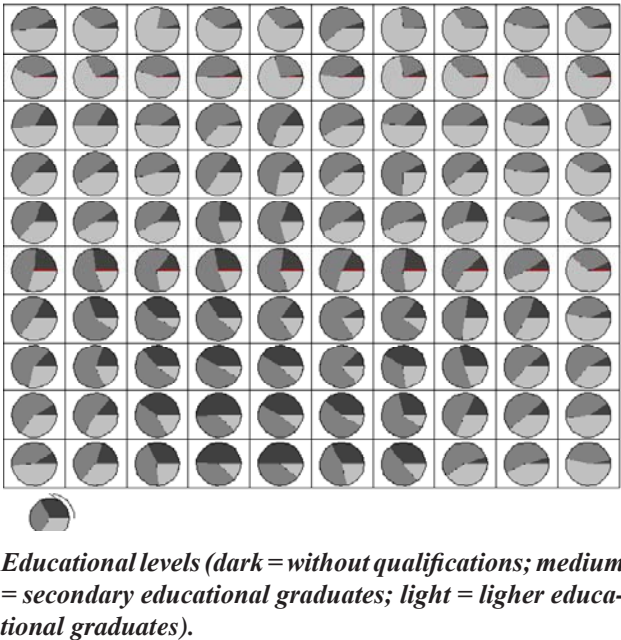 Educational levels (dark = without qualifications; medium
= secondary educational graduates; light = ligher educa-
tional graduates).